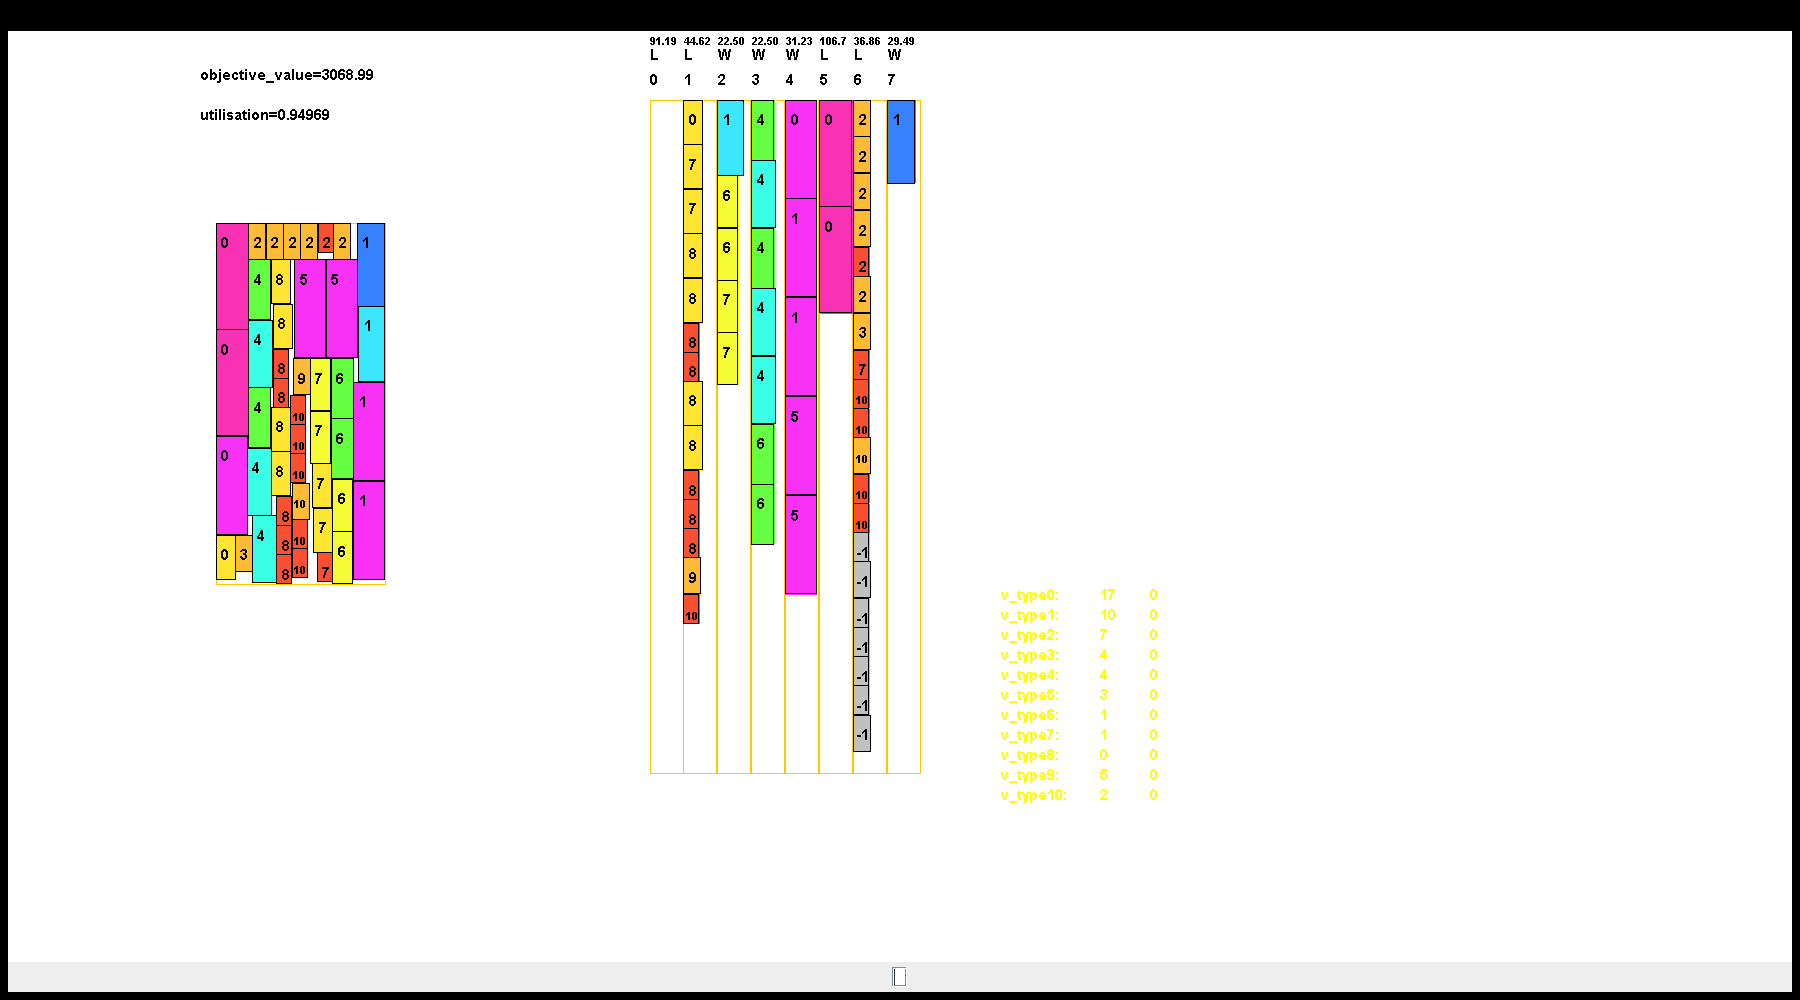 91.19 44.62 22.50 22.50 31.23 106.7 36.86 29.49
L L W W W L L W
0 1 2 3 4 5 6 7
objective_value=3068.99
utilisation=0.94969
0 1 4 0 0 2 1
7 2
4 1 2
7 6 0 2
0 2 2 2 2 2 2 1
8 6 4 1 2
4 8 5 5
8 7 4 1 2
4 8 1
8 7 3
0 8 9 7 6 1
8 4 5 7
4 8 10 7 6
8 6 10
0 4 8 10 7 6
8 8 5 10
8 6 10
8 10
0 3 4 8 10 7 6
8 -1
8 10 7
9 -1
10 -1
-1
-1
-1
-1
v_type0: 17 0
v_type1: 10 0
v_type2: 7 0
v_type3: 4 0
v_type4: 4 0
v_type5: 3 0
v_type6: 1 0
v_type7: 1 0
v_type8: 0 0
v_type9: 6 0
v_type10: 2 0